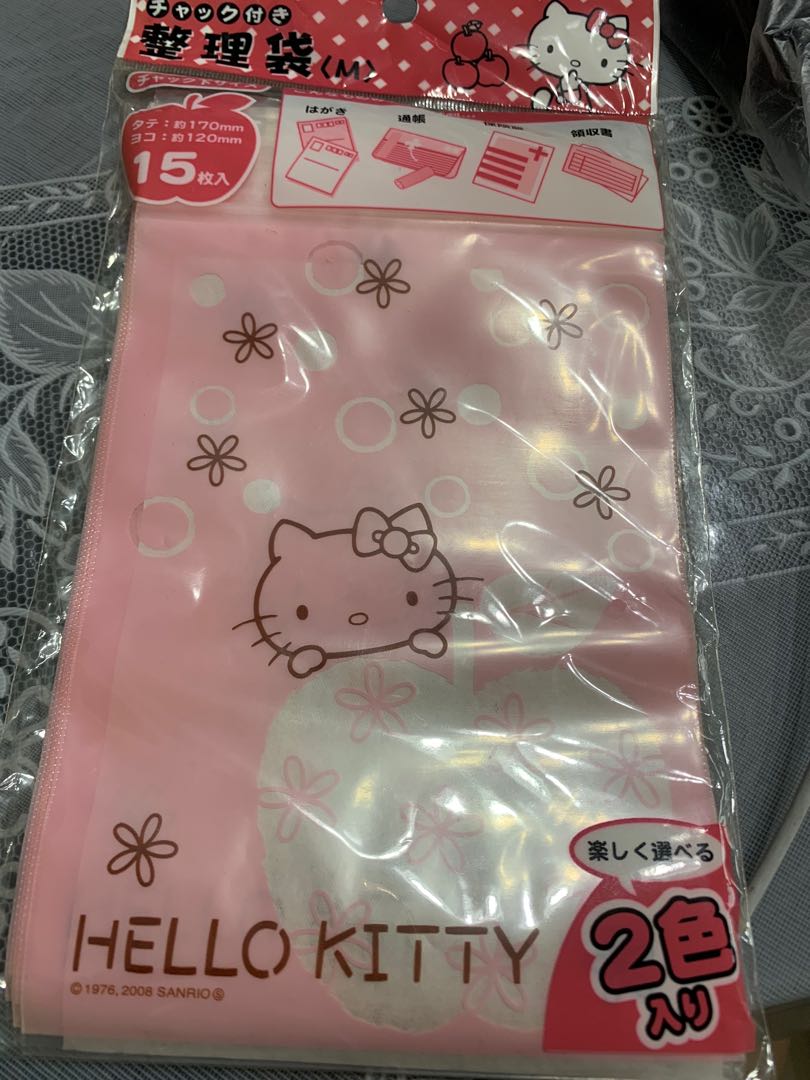 チャック付き
整理袋〈M〉
タテ：約170mm
ヨコ：約120mm
15枚入
はがき
通帳
領収書
HELLO KITTY
©1976, 2008 SANRIO Ⓢ
楽しく選べる
2色
入り